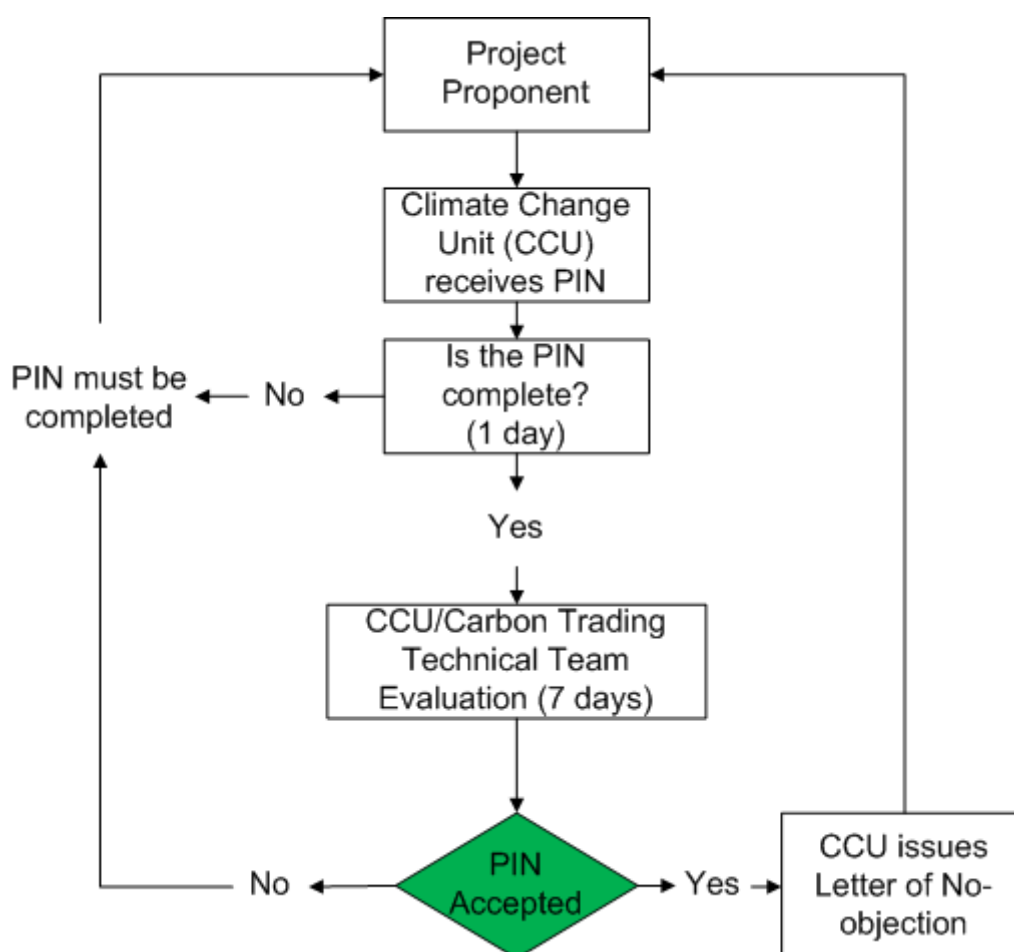 Project
Proponent
Climate Change
Unit (CCU)
receives PIN
Is the PIN
complete?
(1 day)
No
PIN must be
completed
Yes
CCU/Carbon Trading
Technical Team
Evaluation (7 days)
PIN
Accepted
No
Yes
CCU issues
Letter of No-
objection